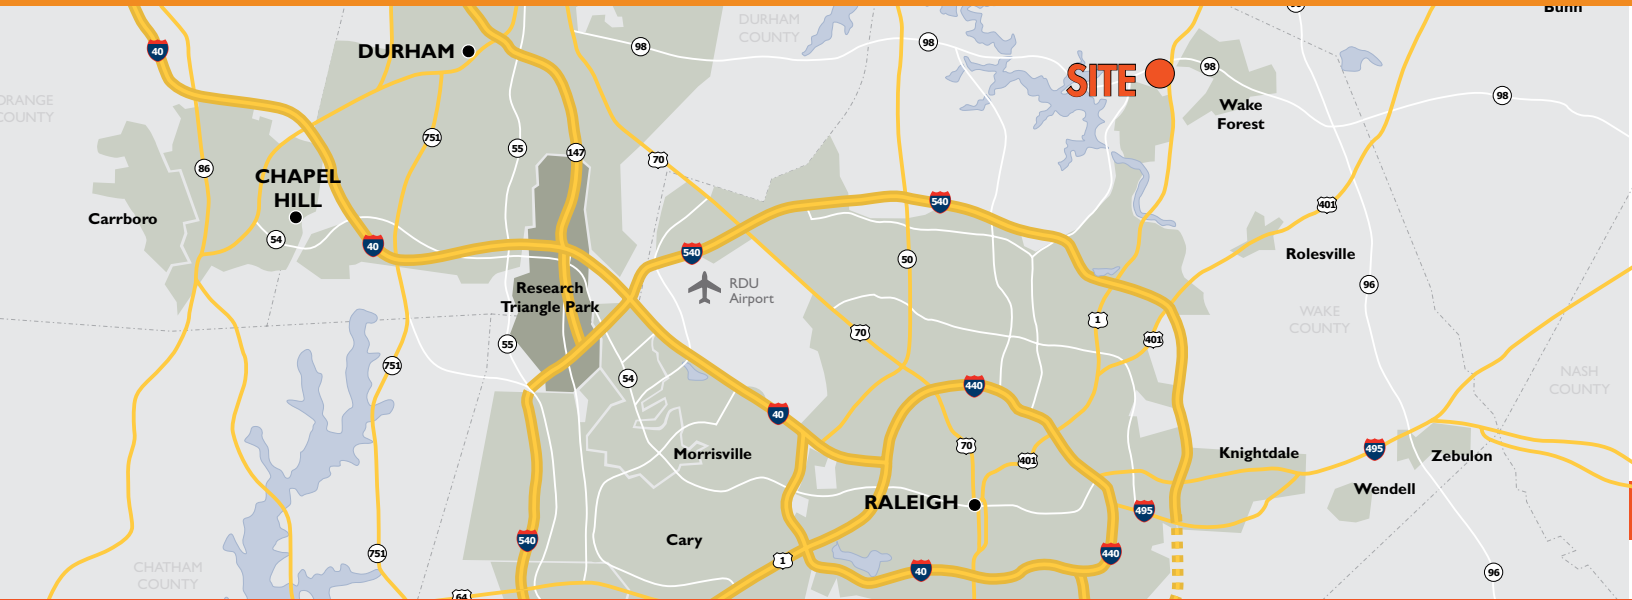 98
Bunn
DURHAM
COUNTY
40
DURHAM
98
98
SITE
98
98
ORANGE
COUNTY
Wake
Forest
751
55
147
70
86
CHAPEL
HILL
Carrboro
54
40
540
401
540
Rolesville
50
RDU
Airport
Research
Triangle Park
96
WAKE
COUNTY
1
70
401
55
751
54
NASH
COUNTY
440
40
70
401
Morrisville
Knightdale
495
Zebulon
Wendell
RALEIGH
495
540
Cary
751
1
440
40
96
CHATHAM
COUNTY
64